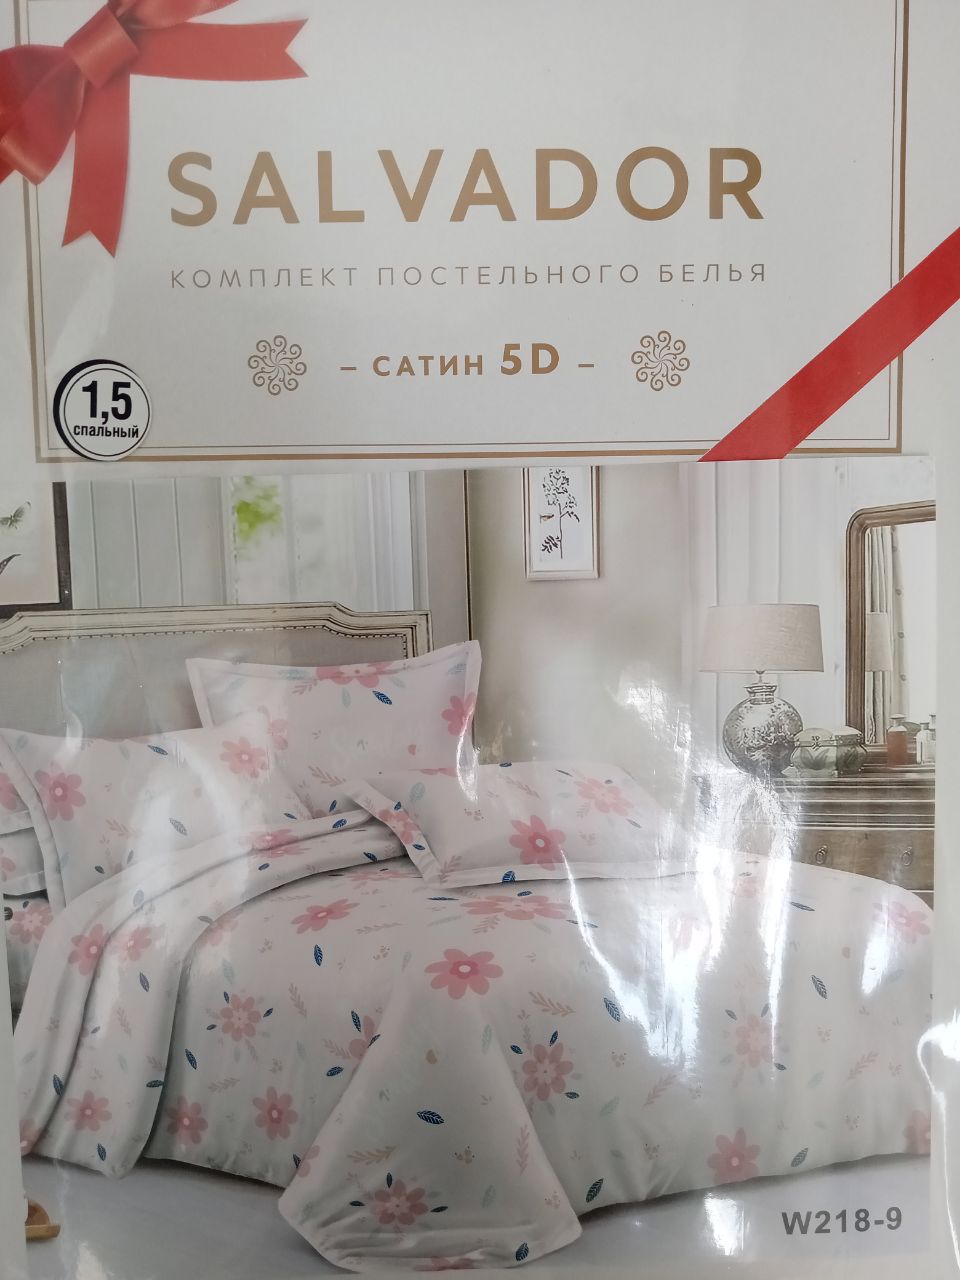 SALVADOR
КОМПЛЕКТ ПОСТЕЛЬНОГО БЕЛЬЯ
– САТИН 5D –
1,5
спальный
W218-9